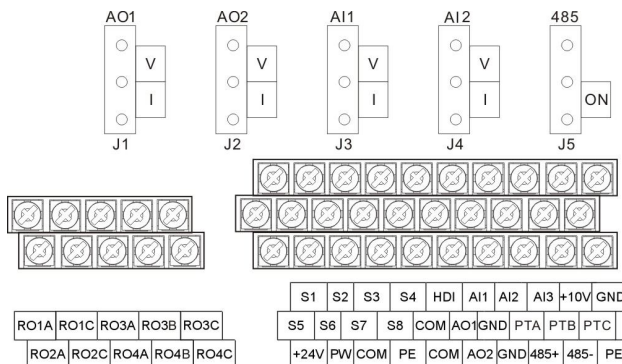 AO1 AO2 AI1 AI2 485
V V V V
I I I I ON
J1 J2 J3 J4 J5
S1 S2 S3 S4 HDI AI1 AI2 AI3 +10V GND
RO1A RO1C RO3A RO3B RO3C S5 S6 S7 S8 COM AO1 GND PTA PTB PTC
RO2A RO2C RO4A RO4B RO4C +24V PW COM PE COM AO2 GND 485+ 485- PE